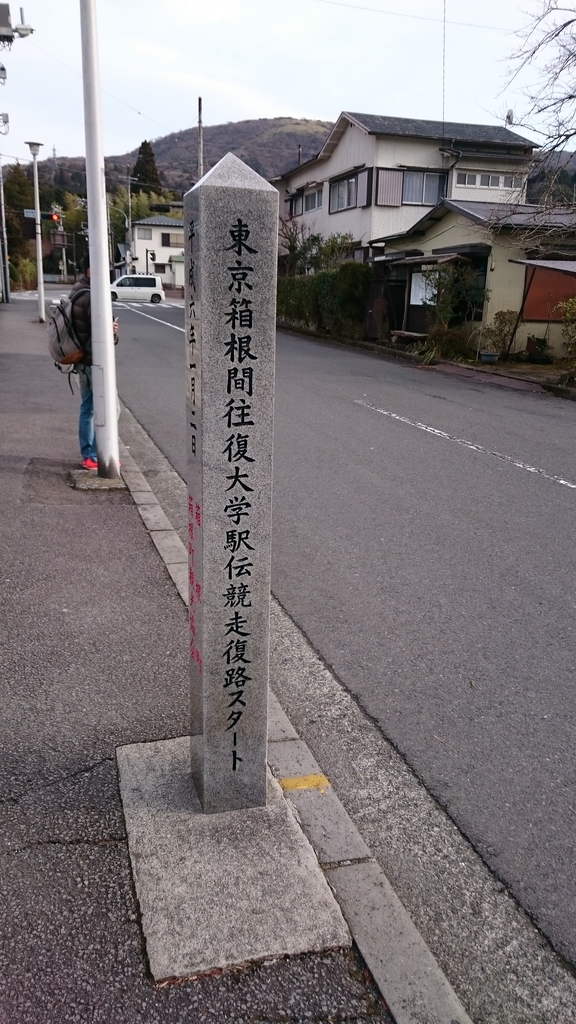 東京箱根間往復大学駅伝競走復路スタート
平成六年一月二日